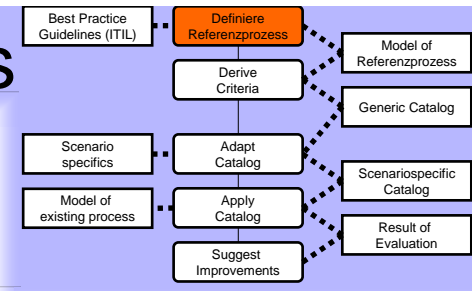 Best Practice
Guidelines (ITIL)
Definiere
Referenzprozess
Model of
Referenzprozess
s
Derive
Criteria
Generic Catalog
Scenario
specifics
Adapt
Catalog
Scenariospecific
Catalog
Model of
existing process
Apply
Catalog
Result of
Evaluation
Suggest
Improvements